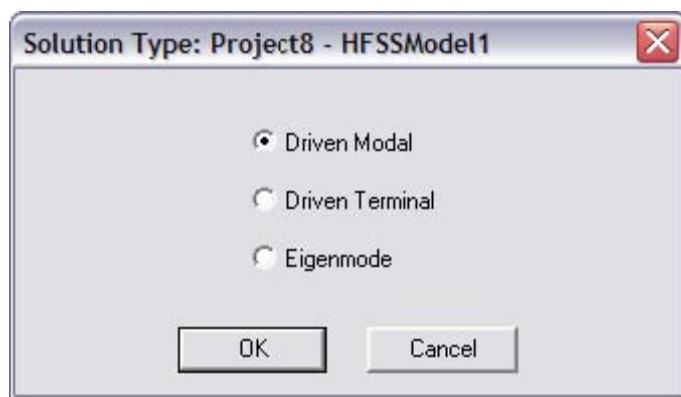 Solution Type: Project8 - HFSSModel1
Driven Modal
Driven Terminal
Eigenmode
OK Cancel